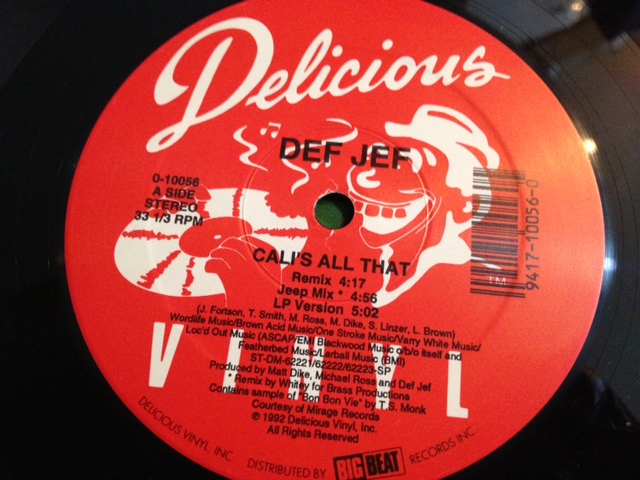 Delicious
DEF JEF
0-10056
A SIDE
STEREO
33 1/3 RPM
9417-10056-0
CALI'S ALL THAT
Remix 4:17
Jeep Mix * 4:56
LP Version 5:02
(J. Fortson, T. Smith, M. Ross, M. Dike, S. Linzer, L. Brown)
Wordlife Music/Brown Acid Music/One Stroke Music/Varry White Music/
Loc'd Out Music (ASCAP)/EMI Blackwood Music o/b/o itself and
Featherbed Music/Larball Music (BMI)
ST-DM-62221/62222/62223-SP
Produced by Matt Dike, Michael Ross and Def Jef
* Remix by Whitey for Brass Productions
Contains sample of "Bon Bon Vie" by T.S. Monk
Courtesy of Mirage Records
℗ 1992 Delicious Vinyl, Inc.
All Rights Reserved
VINYL
DELICIOUS VINYL, INC. DISTRIBUTED BY BIG BEAT RECORDS INC.